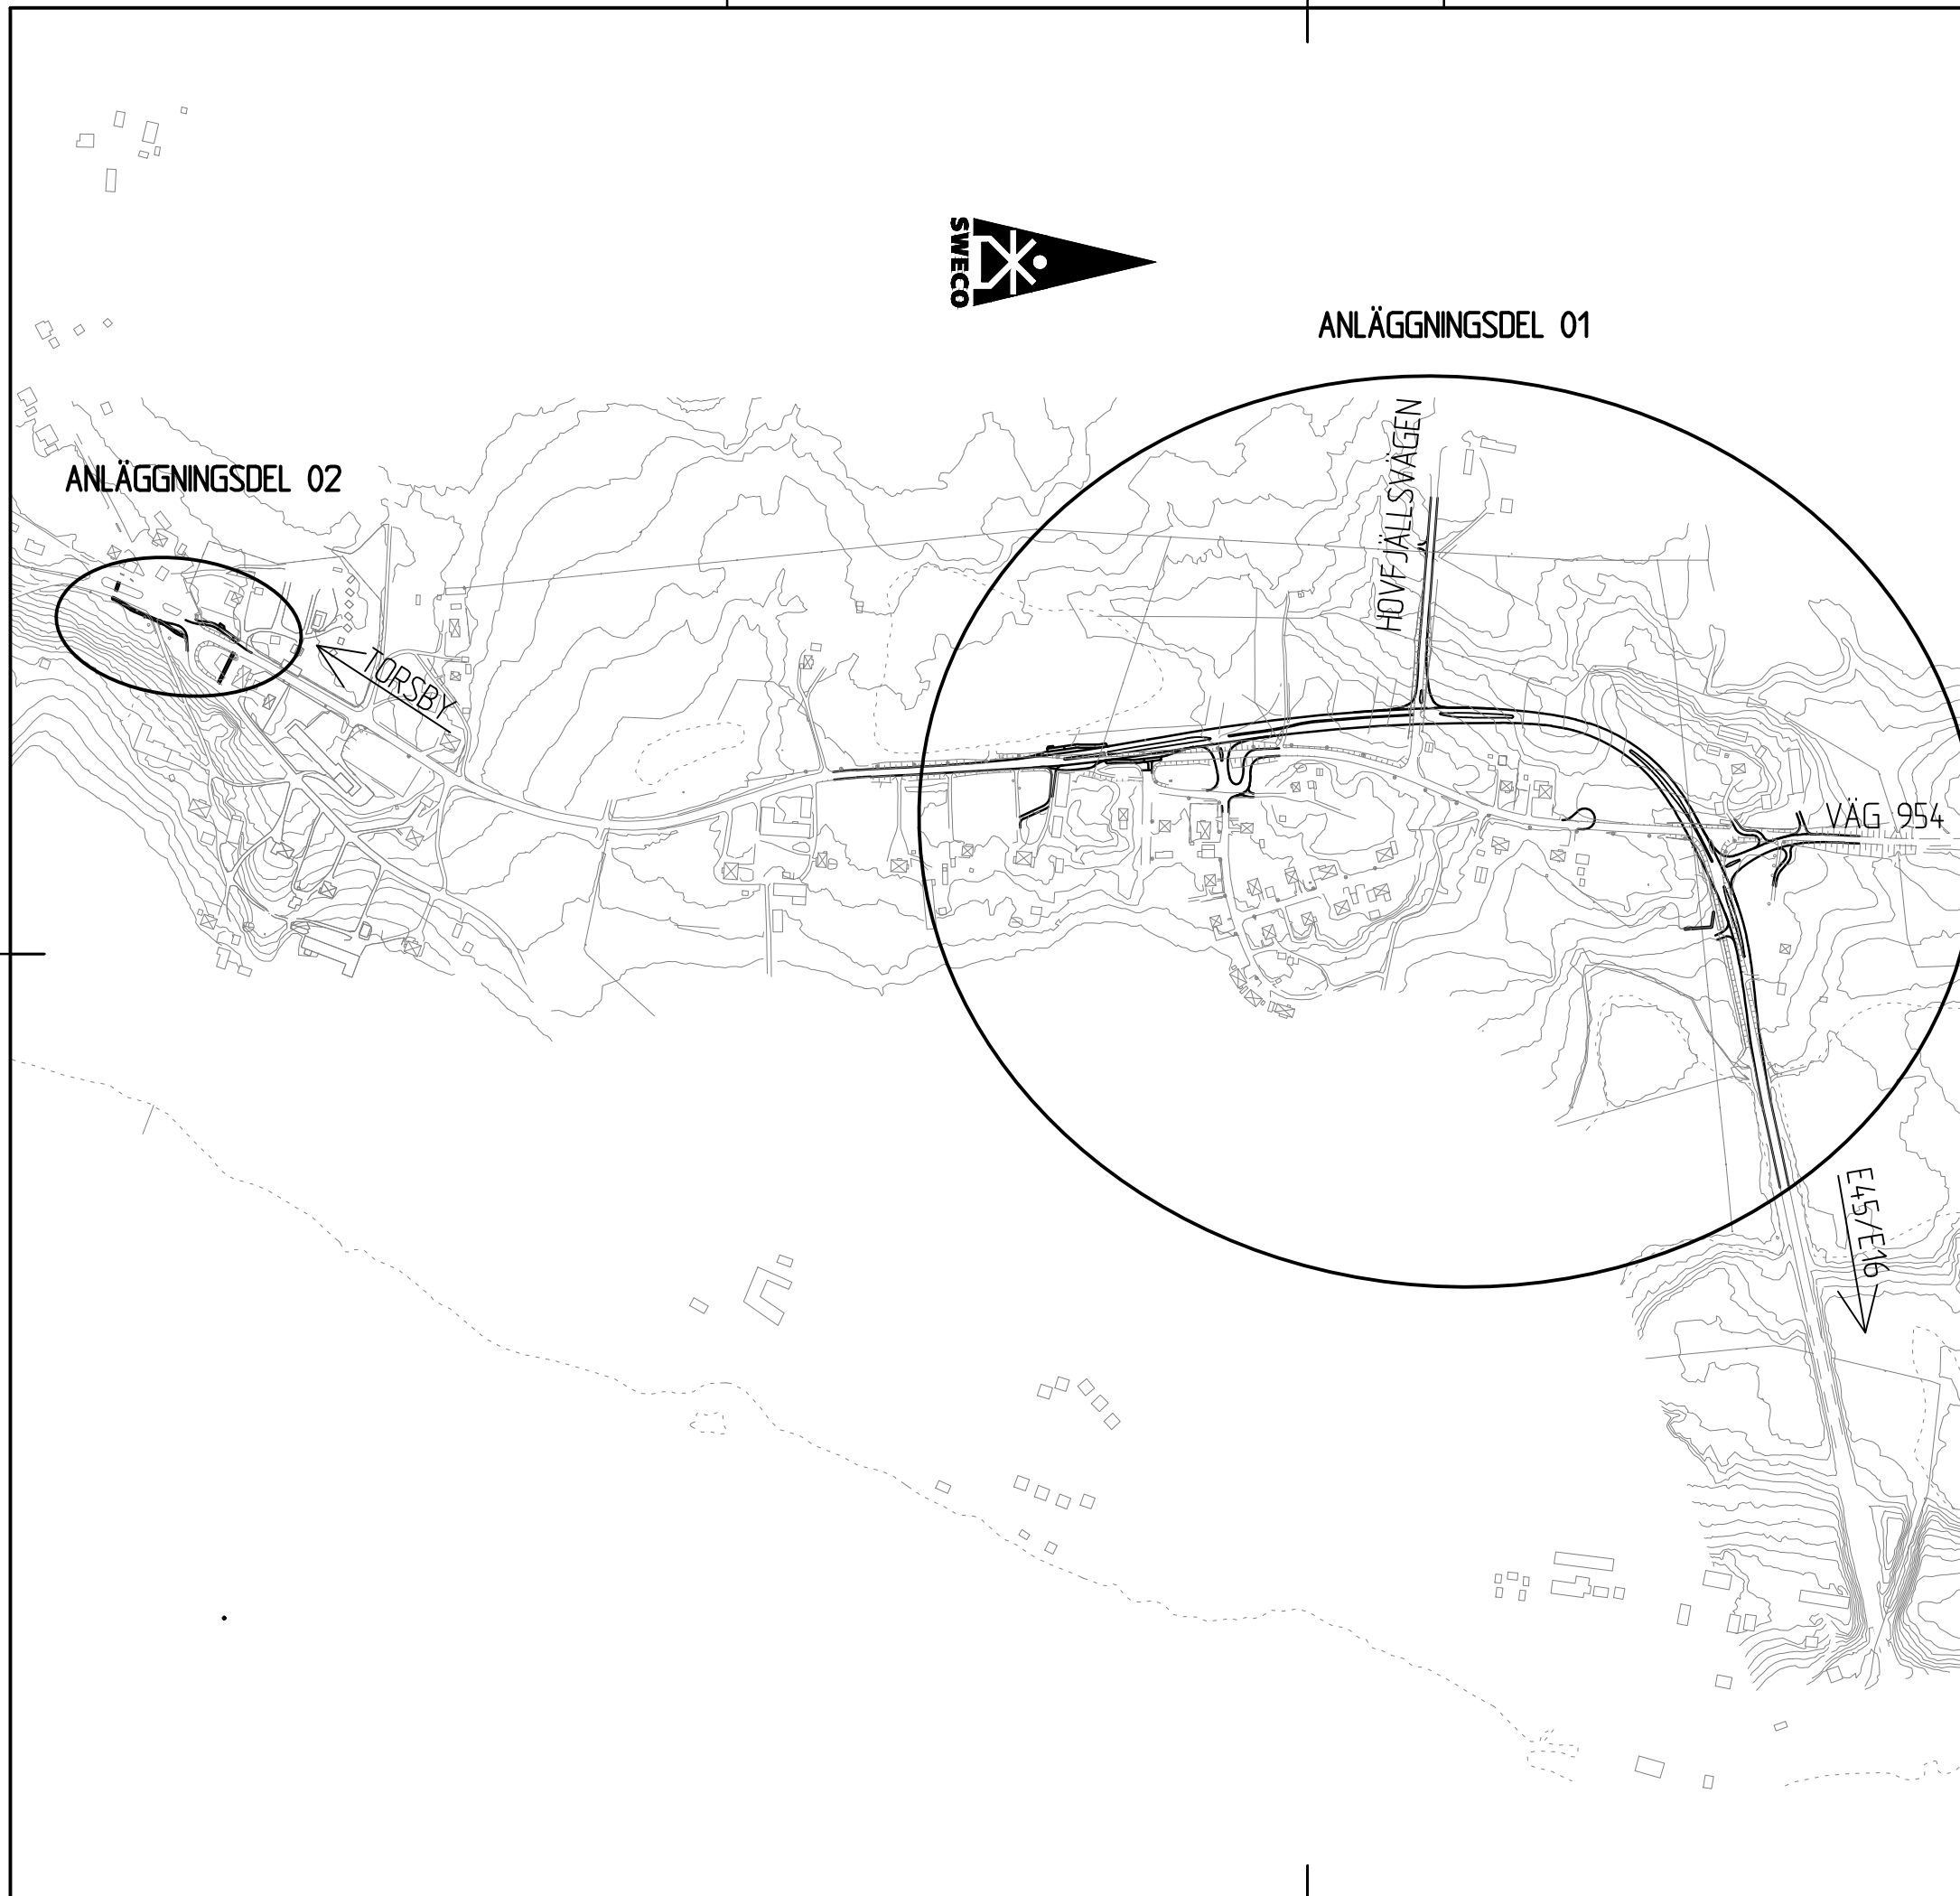 SWECO
ANLÄGGNINGSDEL 01
HOVFJÄLLSVÄGEN
ANLÄGGNINGSDEL 02
TORSBY
VÄG 954
E45/E16